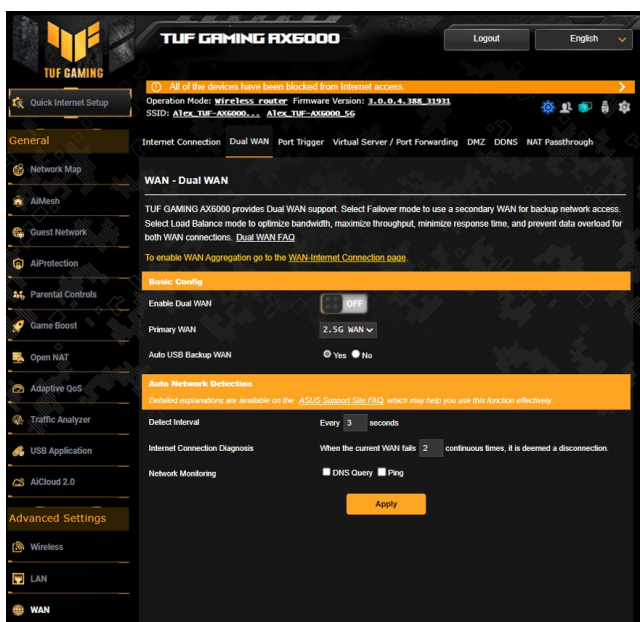 TUF GAMING
TUF GAMING AX6000
Logout
English
All of the devices have been blocked from Internet access.
Quick Internet Setup
Operation Mode: Wireless router Firmware Version: 3.0.0.4.388_31931
SSID: Alex_TUF-AX6000... Alex_TUF-AX6000_5G
General
Internet Connection Dual WAN Port Trigger Virtual Server / Port Forwarding DMZ DDNS NAT Passthrough
Network Map
AiMesh
Guest Network
AiProtection
Parental Controls
Game Boost
Open NAT
Adaptive QoS
Traffic Analyzer
USB Application
AiCloud 2.0
Advanced Settings
Wireless
LAN
WAN
WAN - Dual WAN
TUF GAMING AX6000 provides Dual WAN support. Select Failover mode to use a secondary WAN for backup network access.
Select Load Balance mode to optimize bandwidth, maximize throughput, minimize response time, and prevent data overload for
both WAN connections. Dual WAN FAQ
To enable WAN Aggregation go to the WAN-Internet Connection page.
Basic Config
Enable Dual WAN OFF
Primary WAN 2.5G WAN
Auto USB Backup WAN Yes No
Auto Network Detection
Detailed explanations are available on the ASUS Support Site FAQ, which may help you use this function effectively.
Detect Interval Every 3 seconds
Internet Connection Diagnosis When the current WAN fails 2 continuous times, it is deemed a disconnection.
Network Monitoring DNS Query Ping
Apply